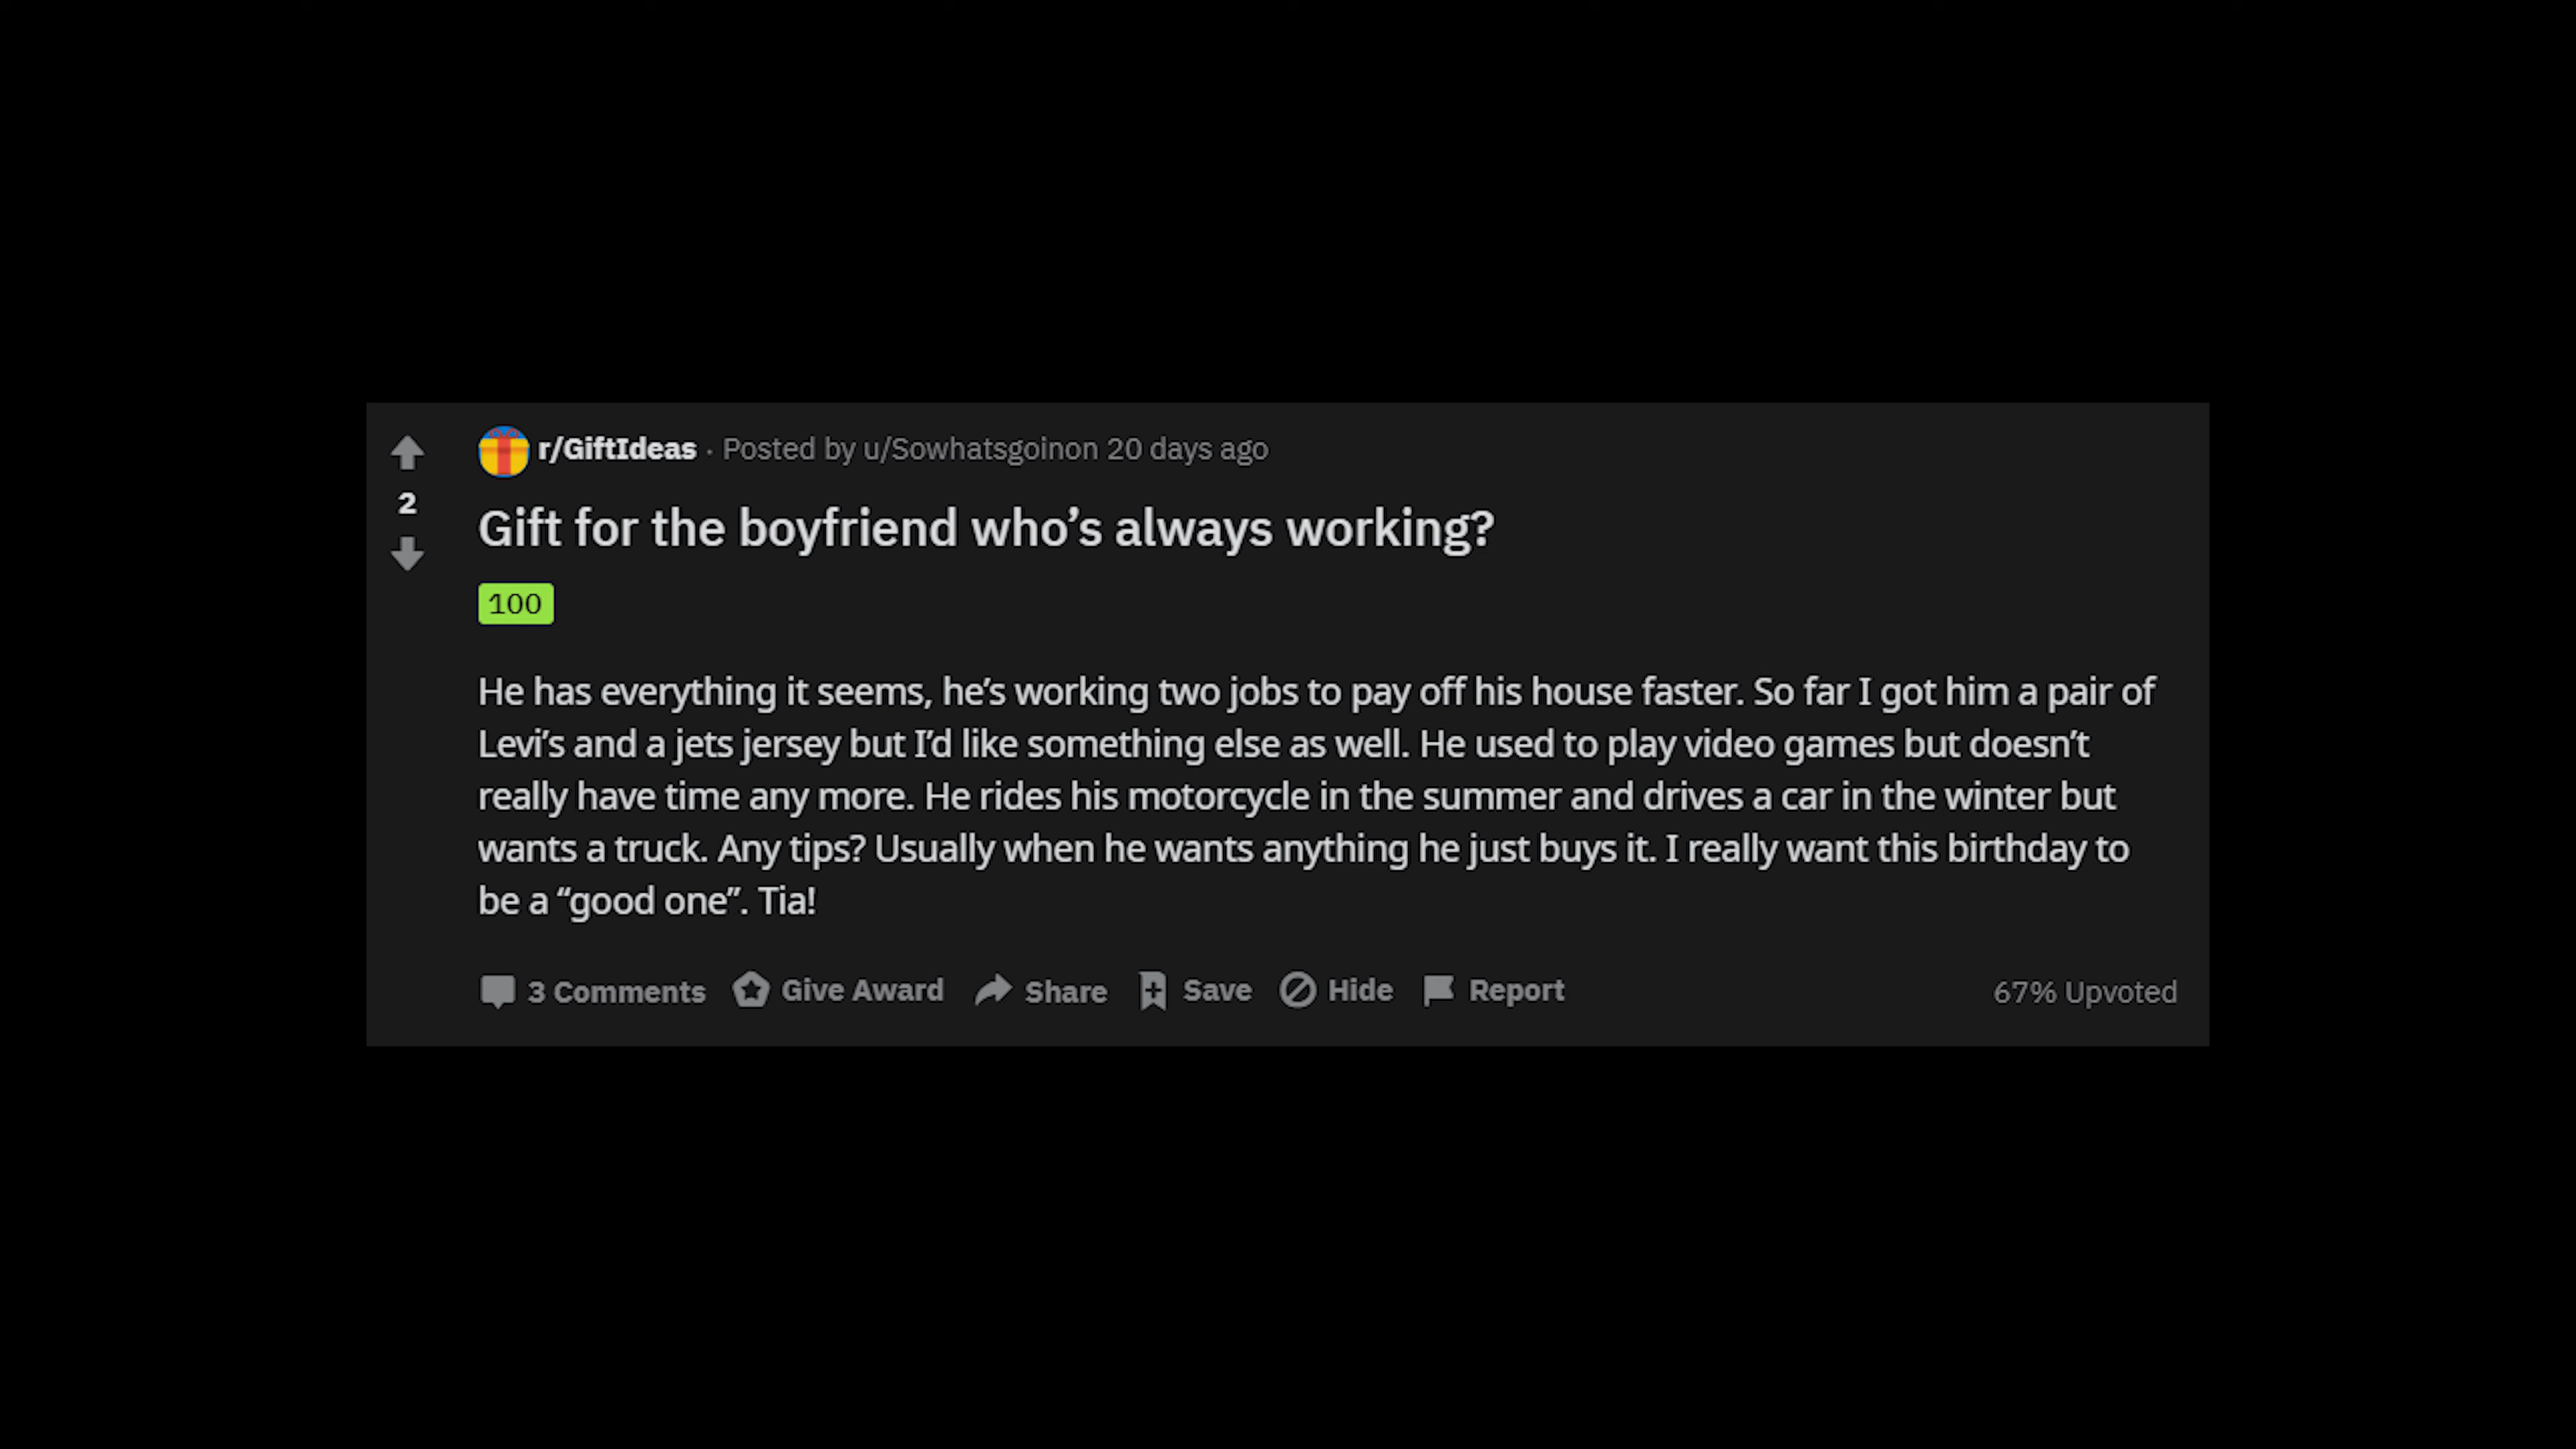 r/GiftIdeas · Posted by u/Sowhatsgoinon 20 days ago
2
Gift for the boyfriend who’s always working?
100
He has everything it seems, he’s working two jobs to pay off his house faster. So far I got him a pair of
Levi’s and a jets jersey but I’d like something else as well. He used to play video games but doesn’t
really have time any more. He rides his motorcycle in the summer and drives a car in the winter but
wants a truck. Any tips? Usually when he wants anything he just buys it. I really want this birthday to
be a “good one”. Tia!
3 Comments Give Award Share Save Hide Report 67% Upvoted